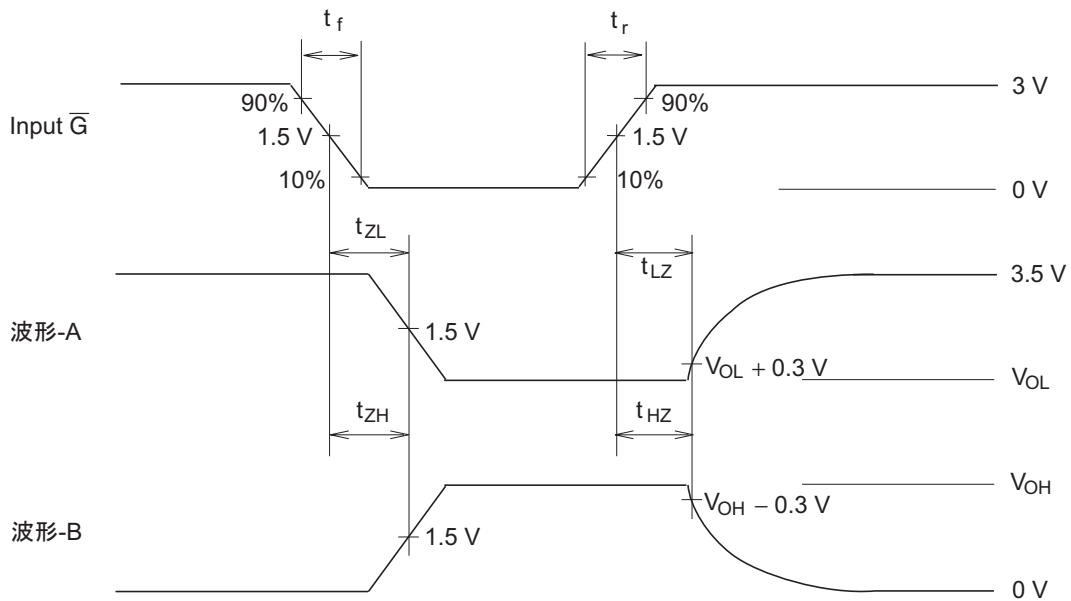 t f
t r
90%
90%
3 V
Input G̅
1.5 V
1.5 V
10%
10%
0 V
tZL
tLZ
3.5 V
波形-A
1.5 V
VOL + 0.3 V
VOL
tZH
t HZ
VOH
VOH − 0.3 V
波形-B
1.5 V
0 V